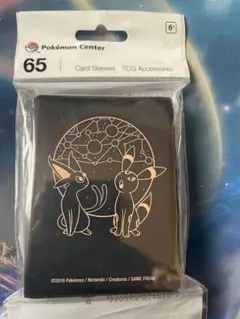 Pokémon Center
6+
65
Card Sleeves TCG Accessories
©2016 Pokémon / Nintendo / Creatures / GAME FREAK